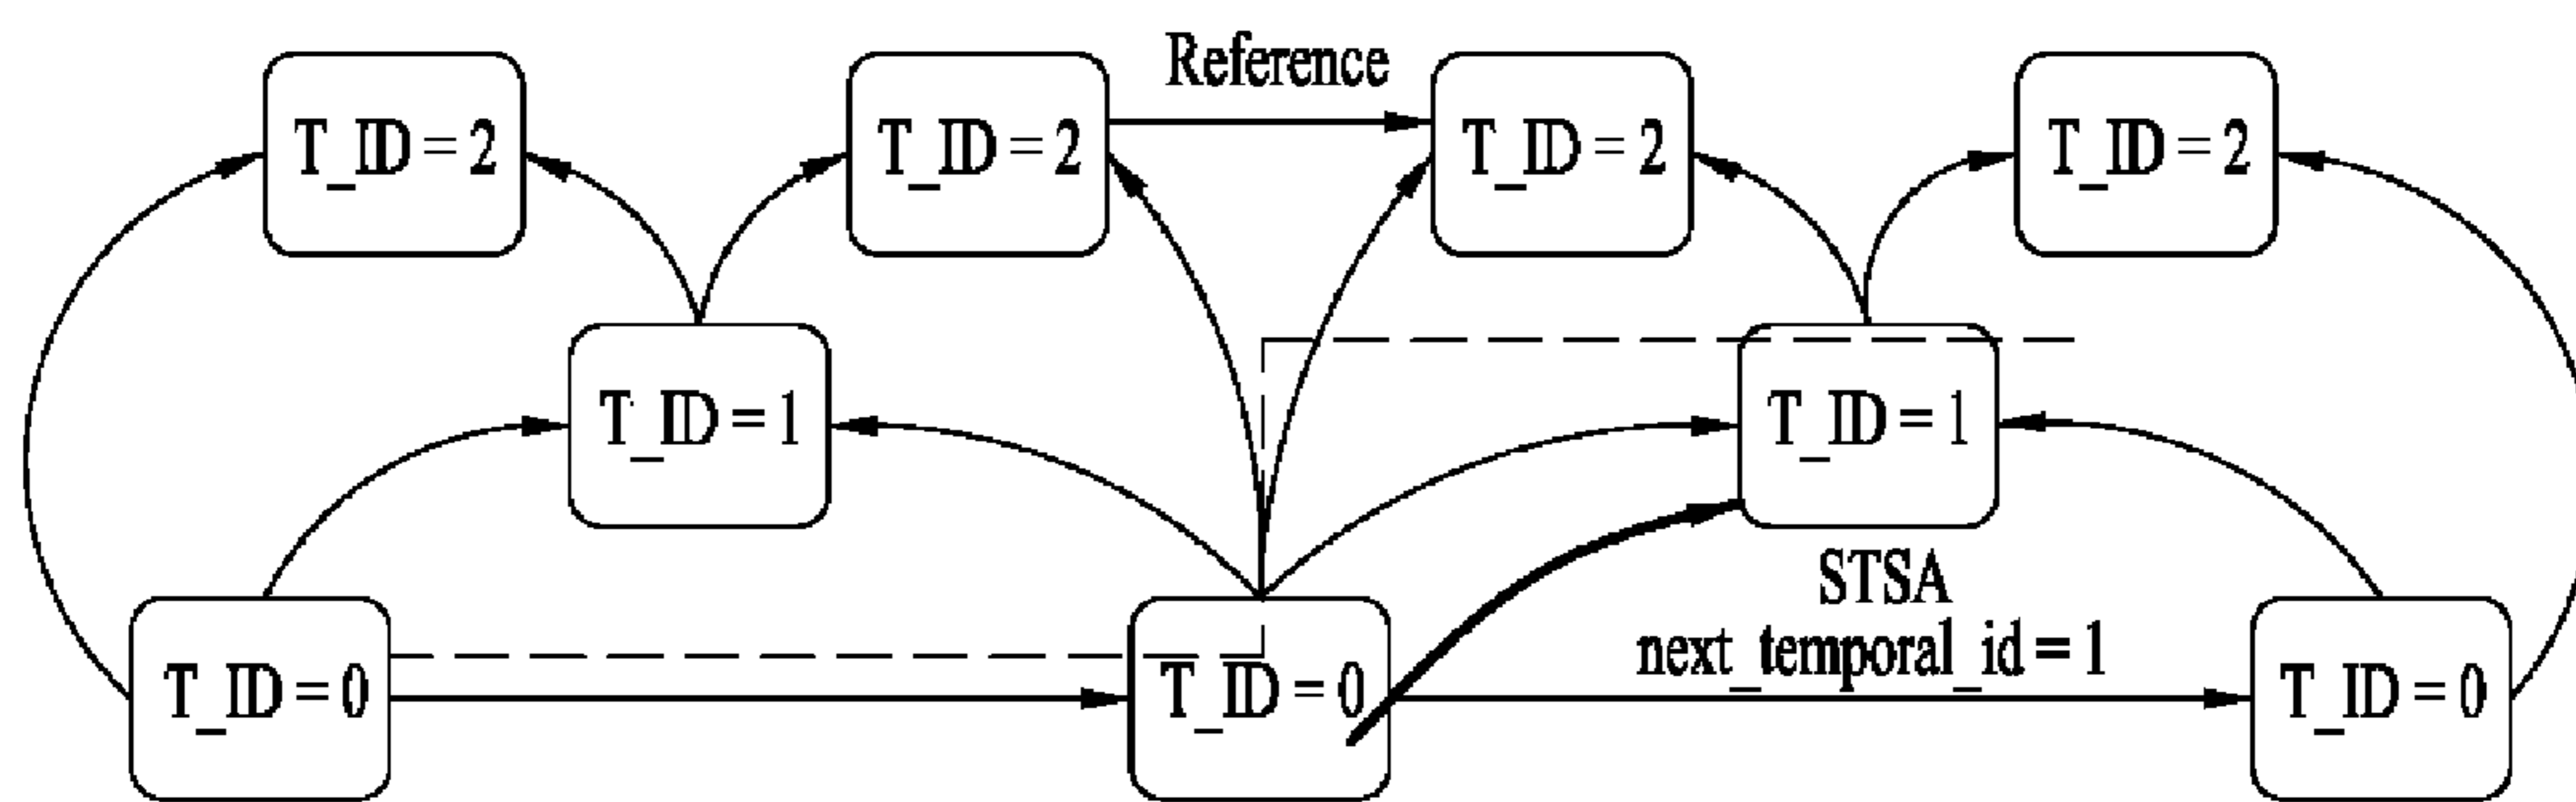 Reference
T_ID = 2
T_ID = 2
T_ID = 2
T_ID = 2
T_ID = 1
T_ID = 1
STSA
next_temporal_id = 1
T_ID = 0
T_ID = 0
T_ID = 0